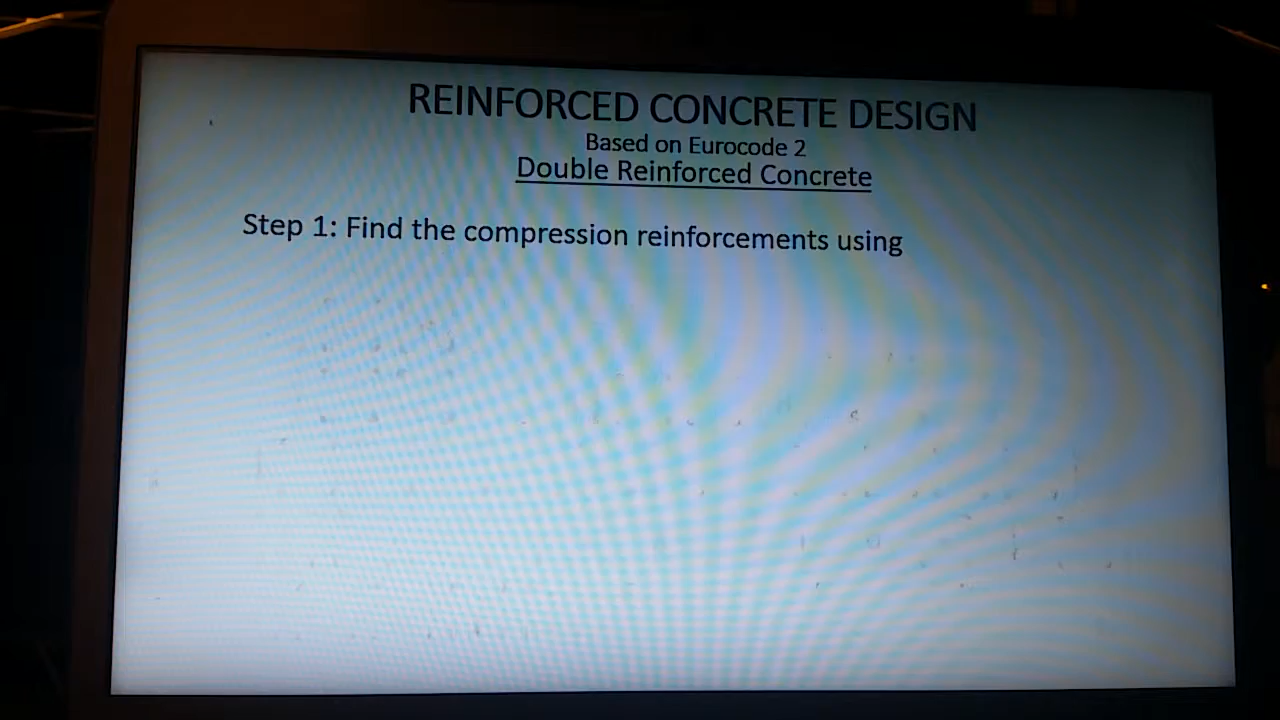 REINFORCED CONCRETE DESIGN
Based on Eurocode 2
Double Reinforced Concrete
Step 1: Find the compression reinforcements using